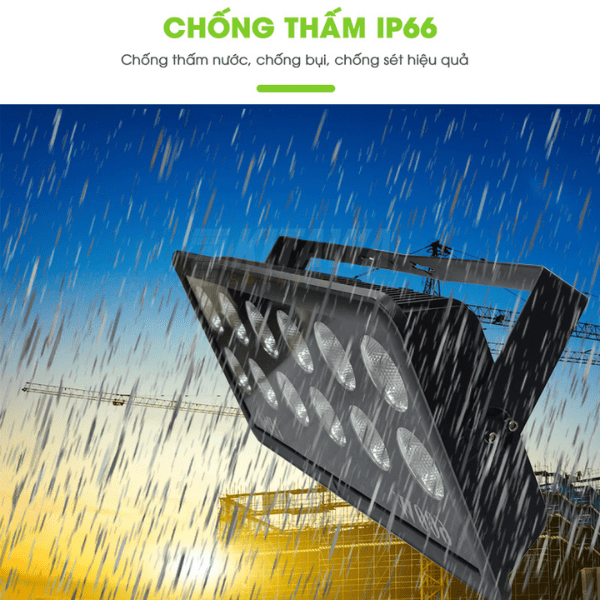 CHỐNG THẤM IP66
Chống thấm nước, chống bụi, chống sét hiệu quả